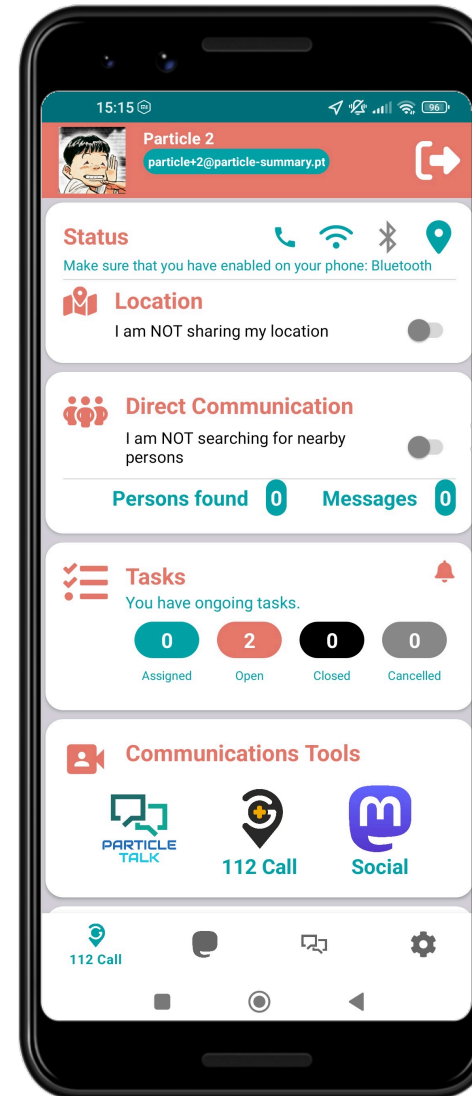 15:15
96
Particle 2
particle+2@particle-summary.pt
Status
Make sure that you have enabled on your phone: Bluetooth
Location
I am NOT sharing my location
Direct Communication
I am NOT searching for nearby
persons
Persons found 0 Messages 0
Tasks
You have ongoing tasks.
0 2 0 0
Assigned Open Closed Cancelled
Communications Tools
PARTICLE
TALK
112 Call
Social
112 Call